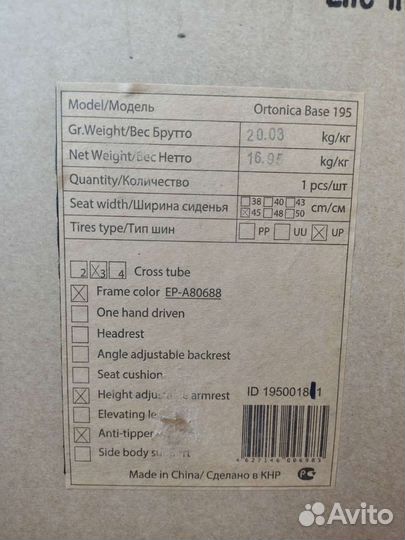 Model/Модель Ortonica Base 195
Gr.Weight/Вес Брутто 20.03 kg/кг
Net Weight/Вес Нетто 16.95 kg/кг
Quantity/Количество 1 pcs/шт
Seat width/Ширина сиденья 38 40 43 45 48 50 cm/см
Tires type/Тип шин PP UU UP
2 3 4 Cross tube
Frame color EP-A80688
One hand driven
Headrest
Angle adjustable backrest
Seat cushion
Height adjustable armrest
ID 195001811
Elevating
Anti-tipper
Side body support
4627146006983
Made in China/ Сделано в КНР
Avito